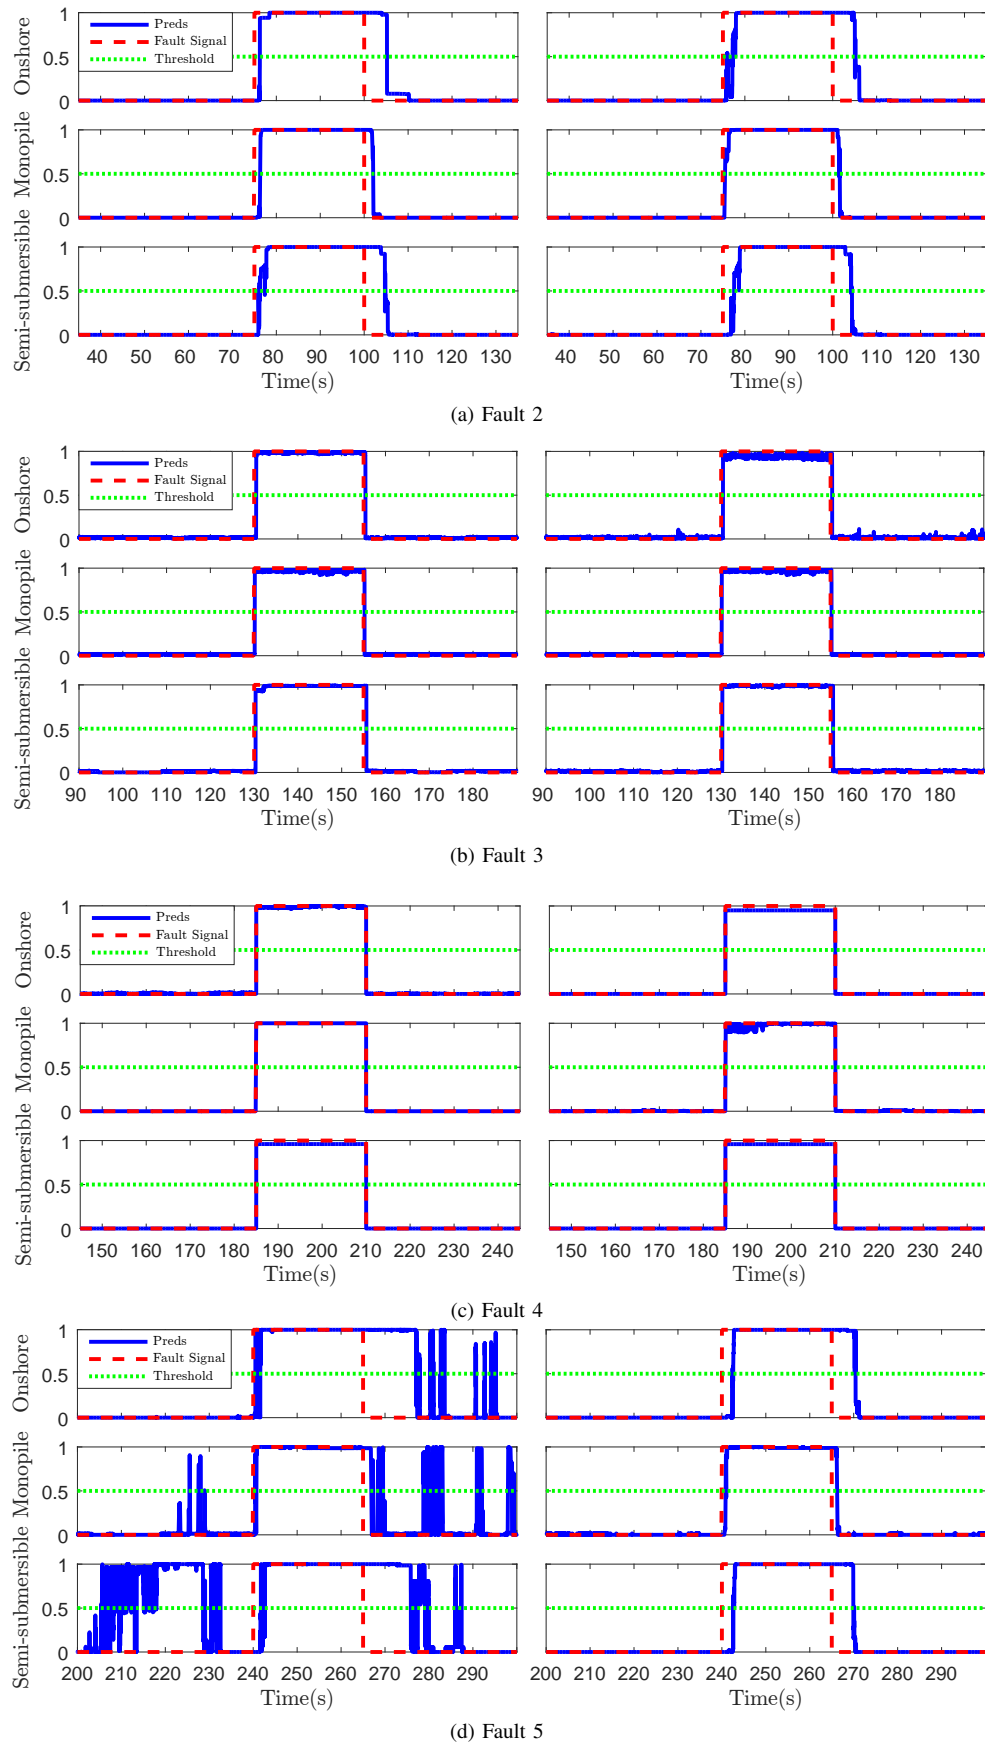 Onshore
1
0.5
0
Preds
Fault Signal
Threshold
Monopile
1
0.5
0
Semi-submersible
1
0.5
0
40 50 60 70 80 90 100 110 120 130
40 50 60 70 80 90 100 110 120 130
Time(s)
Time(s)
(a) Fault 2
Onshore
1
0.5
0
Preds
Fault Signal
Threshold
Monopile
1
0.5
0
Semi-submersible
1
0.5
0
90 100 110 120 130 140 150 160 170 180
90 100 110 120 130 140 150 160 170 180
Time(s)
Time(s)
(b) Fault 3
Onshore
1
0.5
0
Preds
Fault Signal
Threshold
Monopile
1
0.5
0
Semi-submersible
1
0.5
0
150 160 170 180 190 200 210 220 230 240
150 160 170 180 190 200 210 220 230 240
Time(s)
Time(s)
(c) Fault 4
Onshore
1
0.5
0
Preds
Fault Signal
Threshold
Monopile
1
0.5
0
Semi-submersible
1
0.5
0
200 210 220 230 240 250 260 270 280 290
200 210 220 230 240 250 260 270 280 290
Time(s)
Time(s)
(d) Fault 5